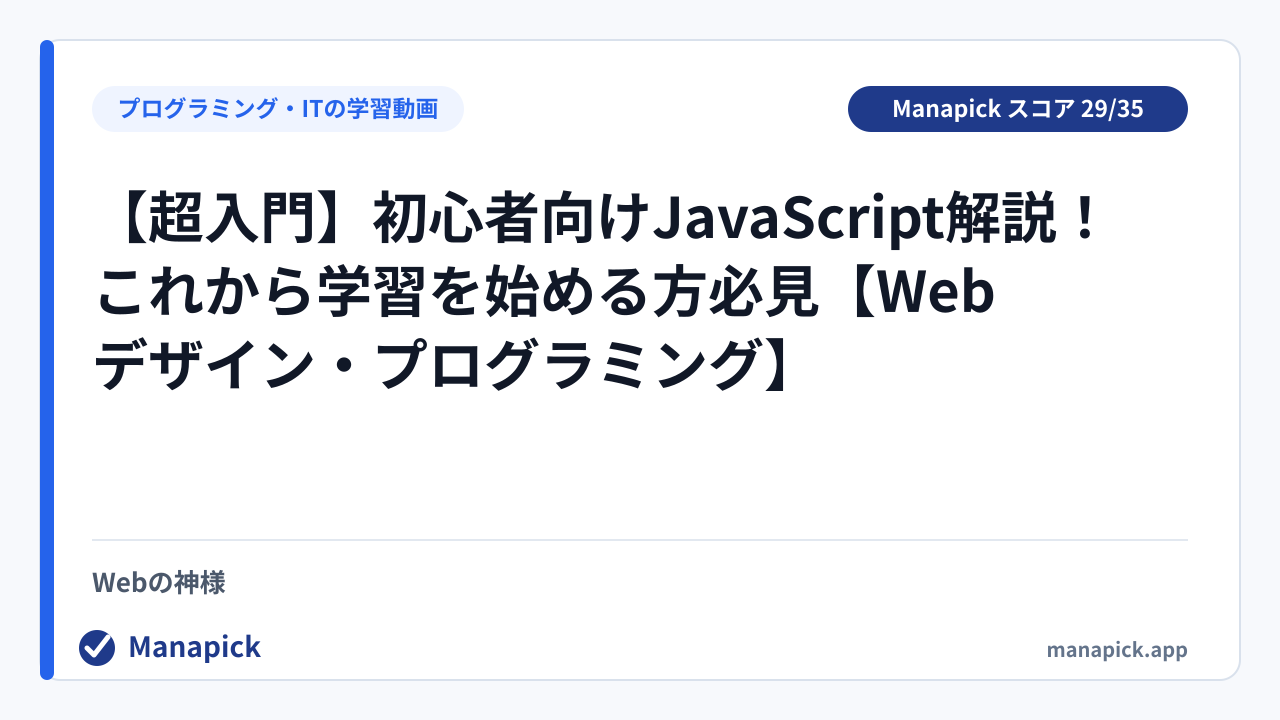 プログラミング・ITの学習動画
Manapick スコア 29/35
【超入門】初心者向けJavaScript解説！
これから学習を始める方必見【Web
デザイン・プログラミング】
Webの神様
Manapick
manapick.app